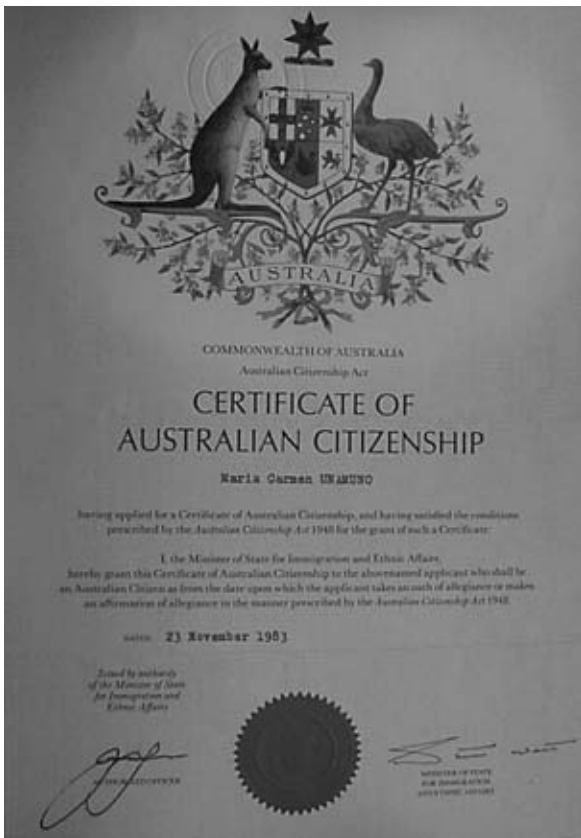 AUSTRALIA
COMMONWEALTH OF AUSTRALIA
Australian Citizenship Act
CERTIFICATE OF
AUSTRALIAN CITIZENSHIP
Maria Carmen UNAMUNO
having applied for a Certificate of Australian Citizenship, and having satisfied the conditions
prescribed by the Australian Citizenship Act 1948 for the grant of such a Certificate:
I, the Minister of State for Immigration and Ethnic Affairs,
hereby grant this Certificate of Australian Citizenship to the abovenamed applicant who shall be
an Australian Citizen as from the date upon which the applicant takes an oath of allegiance or makes
an affirmation of allegiance in the manner prescribed by the Australian Citizenship Act 1948.
DATED 23 November 1983
Issued by authority
of the Minister of State
for Immigration and
Ethnic Affairs
AUTHORISED OFFICER
MINISTER OF STATE
FOR IMMIGRATION
AND ETHNIC AFFAIRS